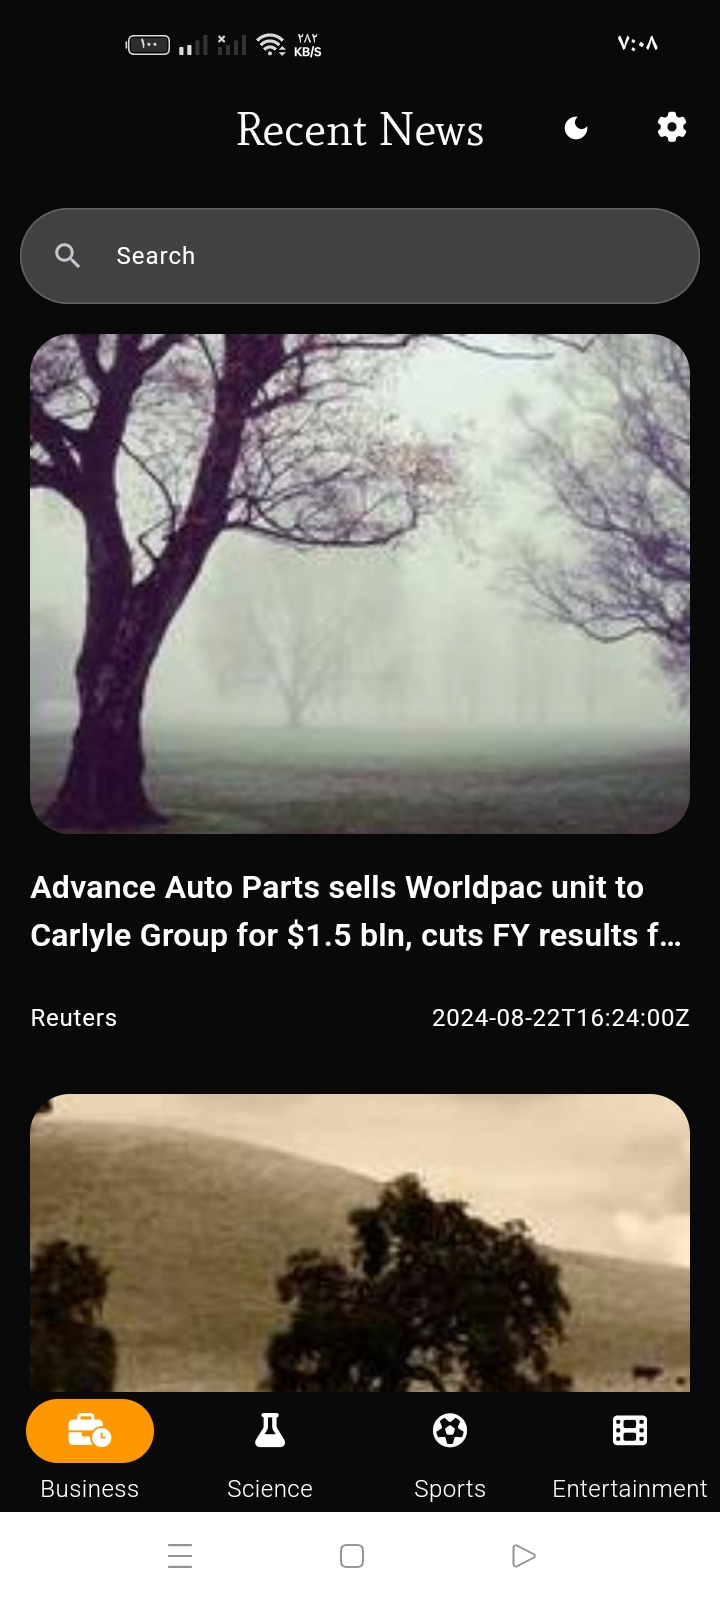 ١٠٠
٢٨٢
KB/S
٧:٠٨
Recent News
Search
Advance Auto Parts sells Worldpac unit to
Carlyle Group for $1.5 bln, cuts FY results f…
Reuters
2024-08-22T16:24:00Z
Business
Science
Sports
Entertainment